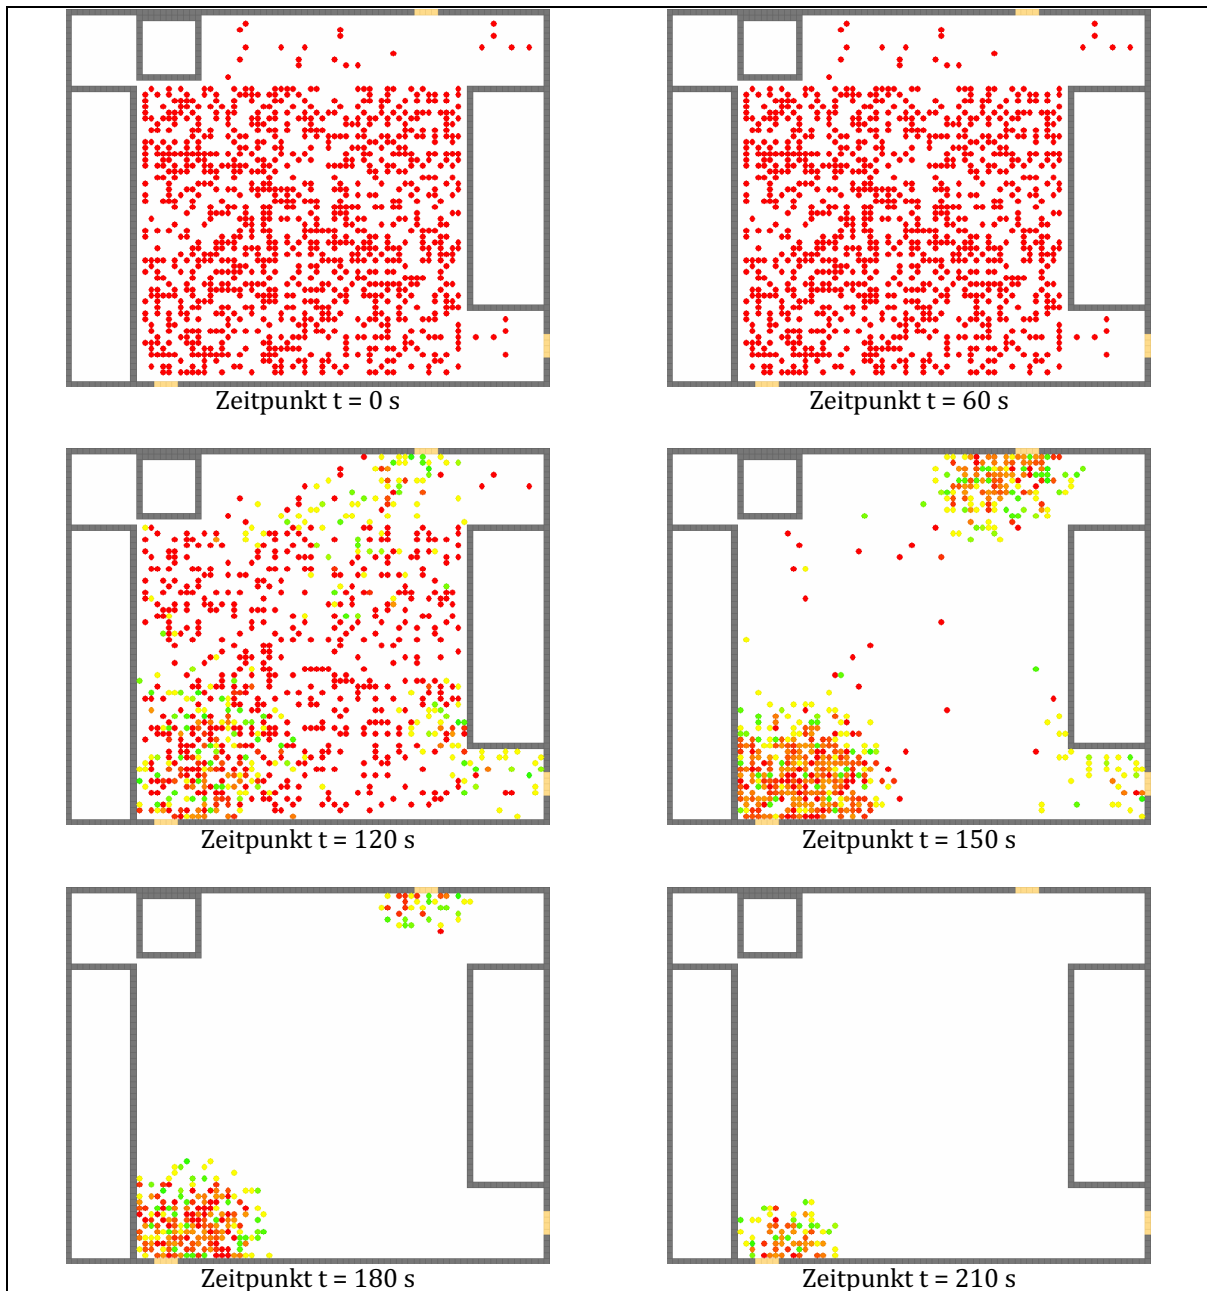 Zeitpunkt t = 0 s
Zeitpunkt t = 60 s
Zeitpunkt t = 120 s
Zeitpunkt t = 150 s
Zeitpunkt t = 180 s
Zeitpunkt t = 210 s